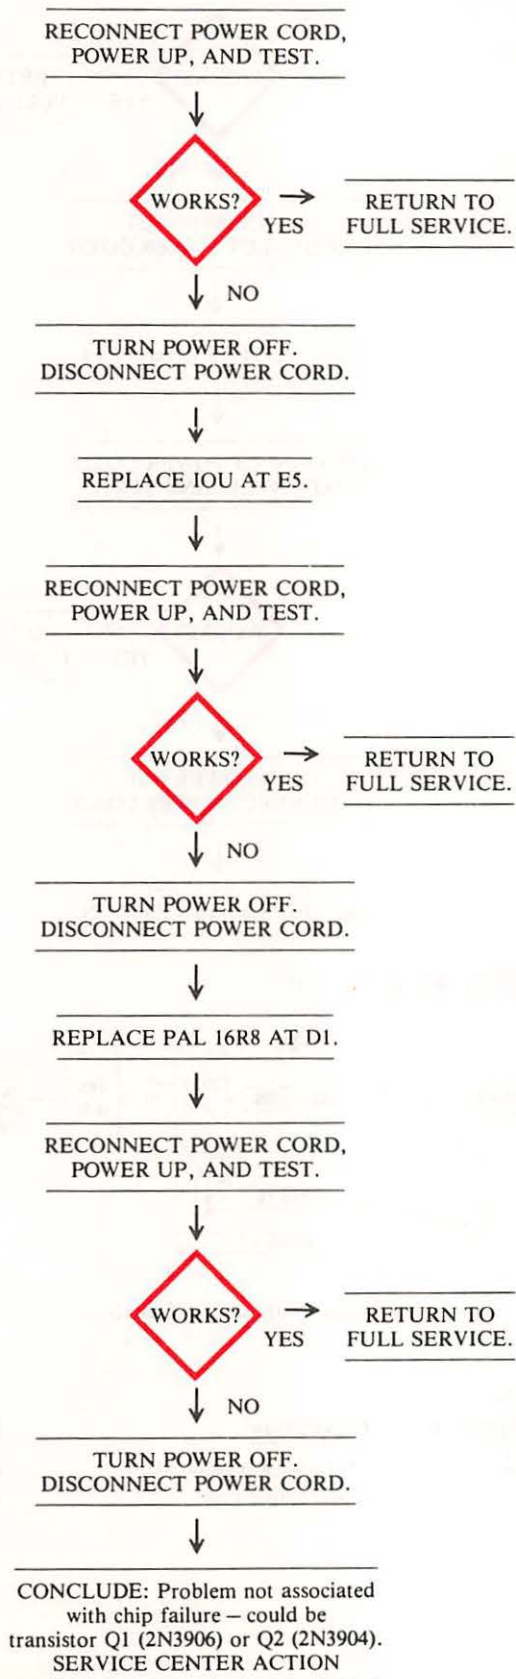 RECONNECT POWER CORD,
POWER UP, AND TEST.
WORKS?
YES
RETURN TO
FULL SERVICE.
NO
TURN POWER OFF.
DISCONNECT POWER CORD.
REPLACE IOU AT E5.
RECONNECT POWER CORD,
POWER UP, AND TEST.
WORKS?
YES
RETURN TO
FULL SERVICE.
NO
TURN POWER OFF.
DISCONNECT POWER CORD.
REPLACE PAL 16R8 AT D1.
RECONNECT POWER CORD,
POWER UP, AND TEST.
WORKS?
YES
RETURN TO
FULL SERVICE.
NO
TURN POWER OFF.
DISCONNECT POWER CORD.
CONCLUDE: Problem not associated
with chip failure – could be
transistor Q1 (2N3906) or Q2 (2N3904).
SERVICE CENTER ACTION